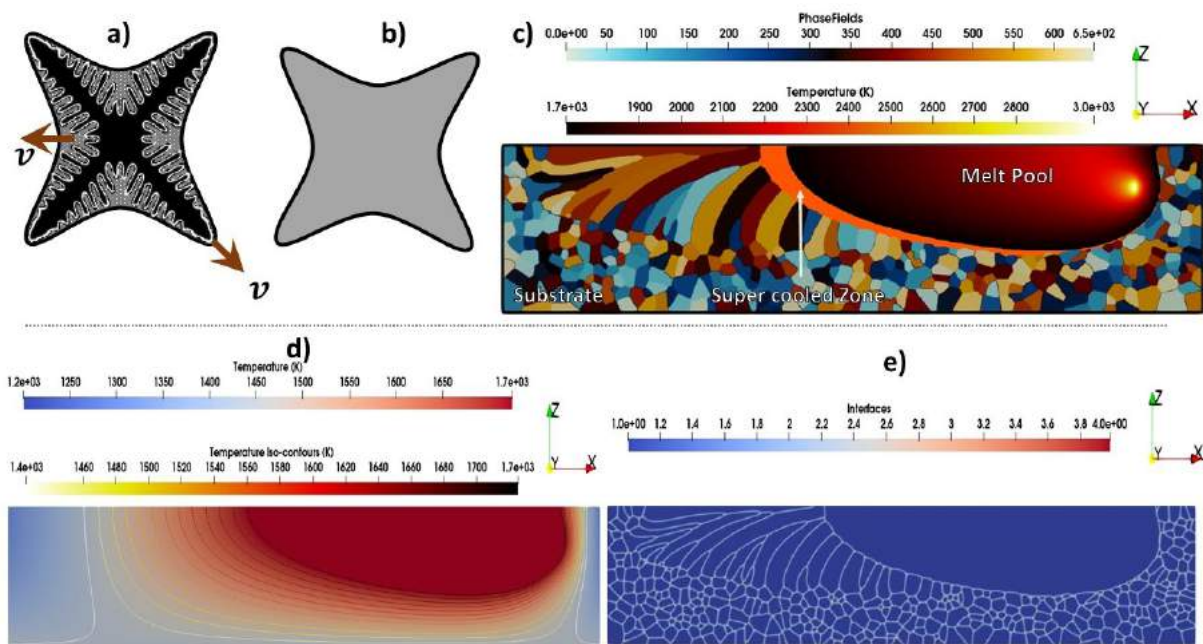 a)
b)
c)
PhaseFields
0.0e+00 50 100 150 200 250 300 350 400 450 500 550 600 6.5e+02
Z
Y X
Temperature (K)
1.7e+03 1900 2000 2100 2200 2300 2400 2500 2600 2700 2800 3.0e+03
v
v
Melt Pool
Substrate
Super cooled Zone
d)
Temperature (K)
1.2e+03 1250 1300 1350 1400 1450 1500 1550 1600 1650 1.7e+03
Z
Y X
Temperature Iso-contours (K)
1.4e+03 1460 1480 1500 1520 1540 1560 1580 1600 1620 1640 1660 1680 1700 1.7e+03
e)
Interfaces
1.0e+00 1.2 1.4 1.6 1.8 2 2.2 2.4 2.6 2.8 3 3.2 3.4 3.6 3.8 4.0e+00
Z
Y X